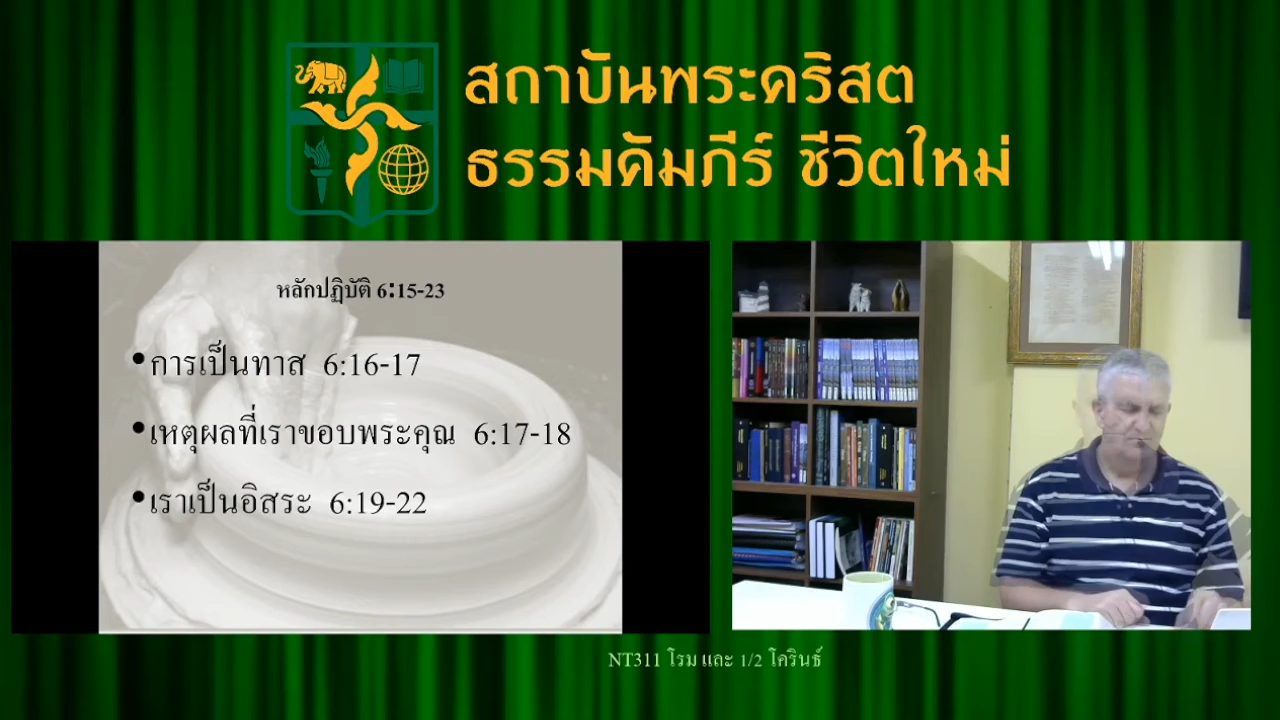 สถาบันพระคริสต
ธรรมคัมภีร์ ชีวิตใหม่
หลักปฏิบัติ 6:15-23
•การเป็นทาส 6:16-17
•เหตุผลที่เราขอบพระคุณ 6:17-18
•เราเป็นอิสระ 6:19-22
NT311 โรม และ 1/2 โครินธ์